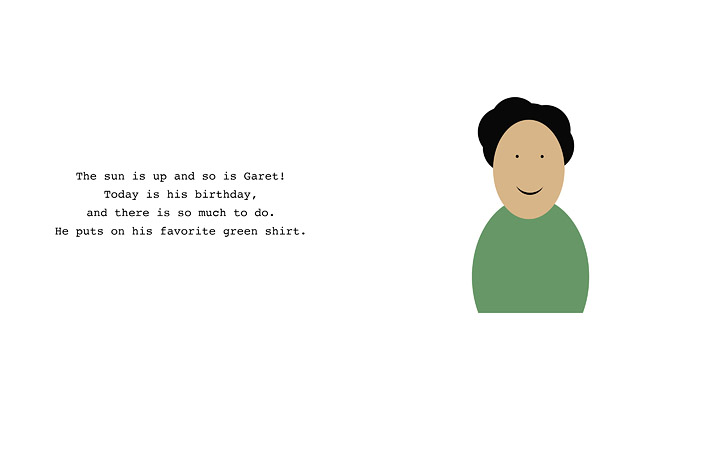 The sun is up and so is Garet!
Today is his birthday,
and there is so much to do.
He puts on his favorite green shirt.